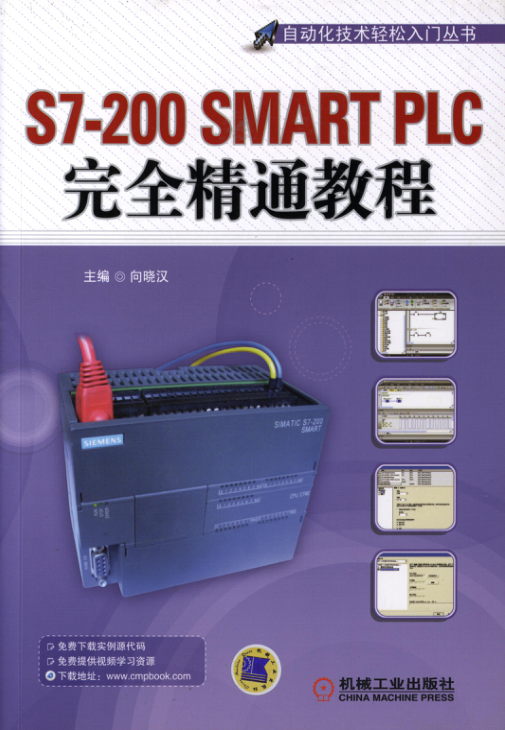 自动化技术轻松入门丛书
S7-200 SMART PLC
完全精通教程
主编 ◎ 向晓汉
SIEMENS
SIMATIC S7-200
SMART
免费下载实例源代码
免费提供视频学习资源
下载地址：www.cmpbook.com
机械工业出版社
CHINA MACHINE PRESS